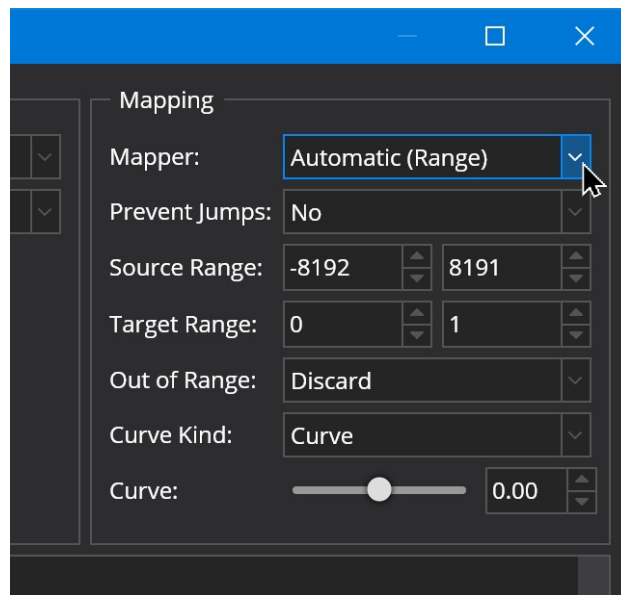 Mapping
Mapper: Automatic (Range)
Prevent Jumps: No
Source Range: -8192 8191
Target Range: 0 1
Out of Range: Discard
Curve Kind: Curve
Curve: 0.00